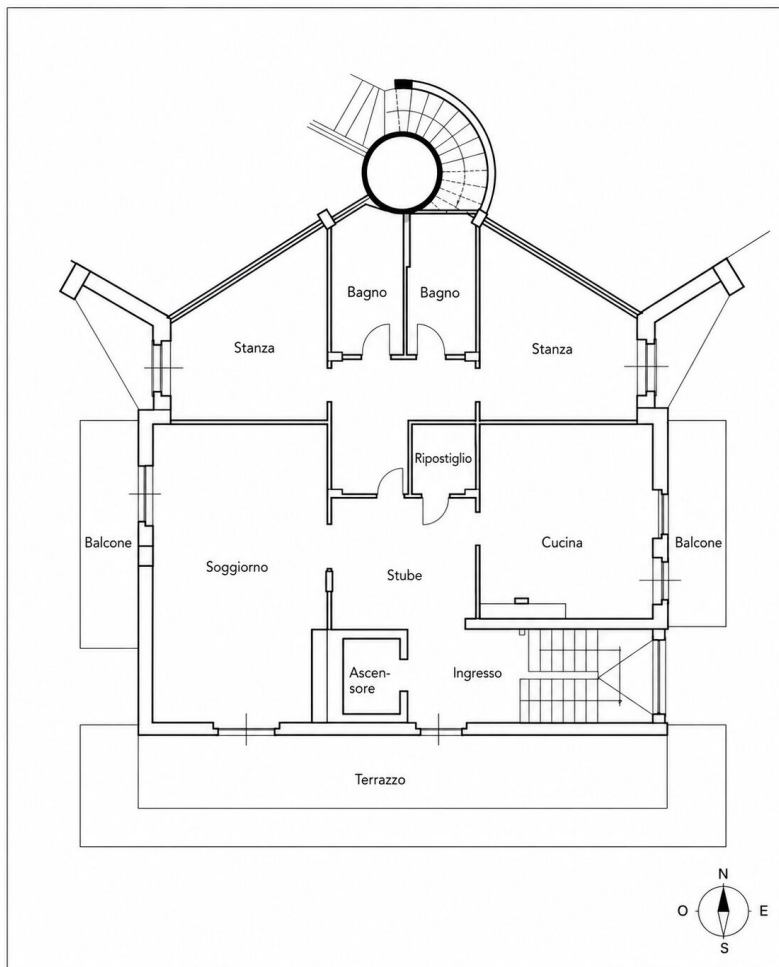 Bagno
Bagno
Stanza
Stanza
Ripostiglio
Balcone
Soggiorno
Stube
Cucina
Balcone
Ascen-
sore
Ingresso
Terrazzo
N
O
E
S